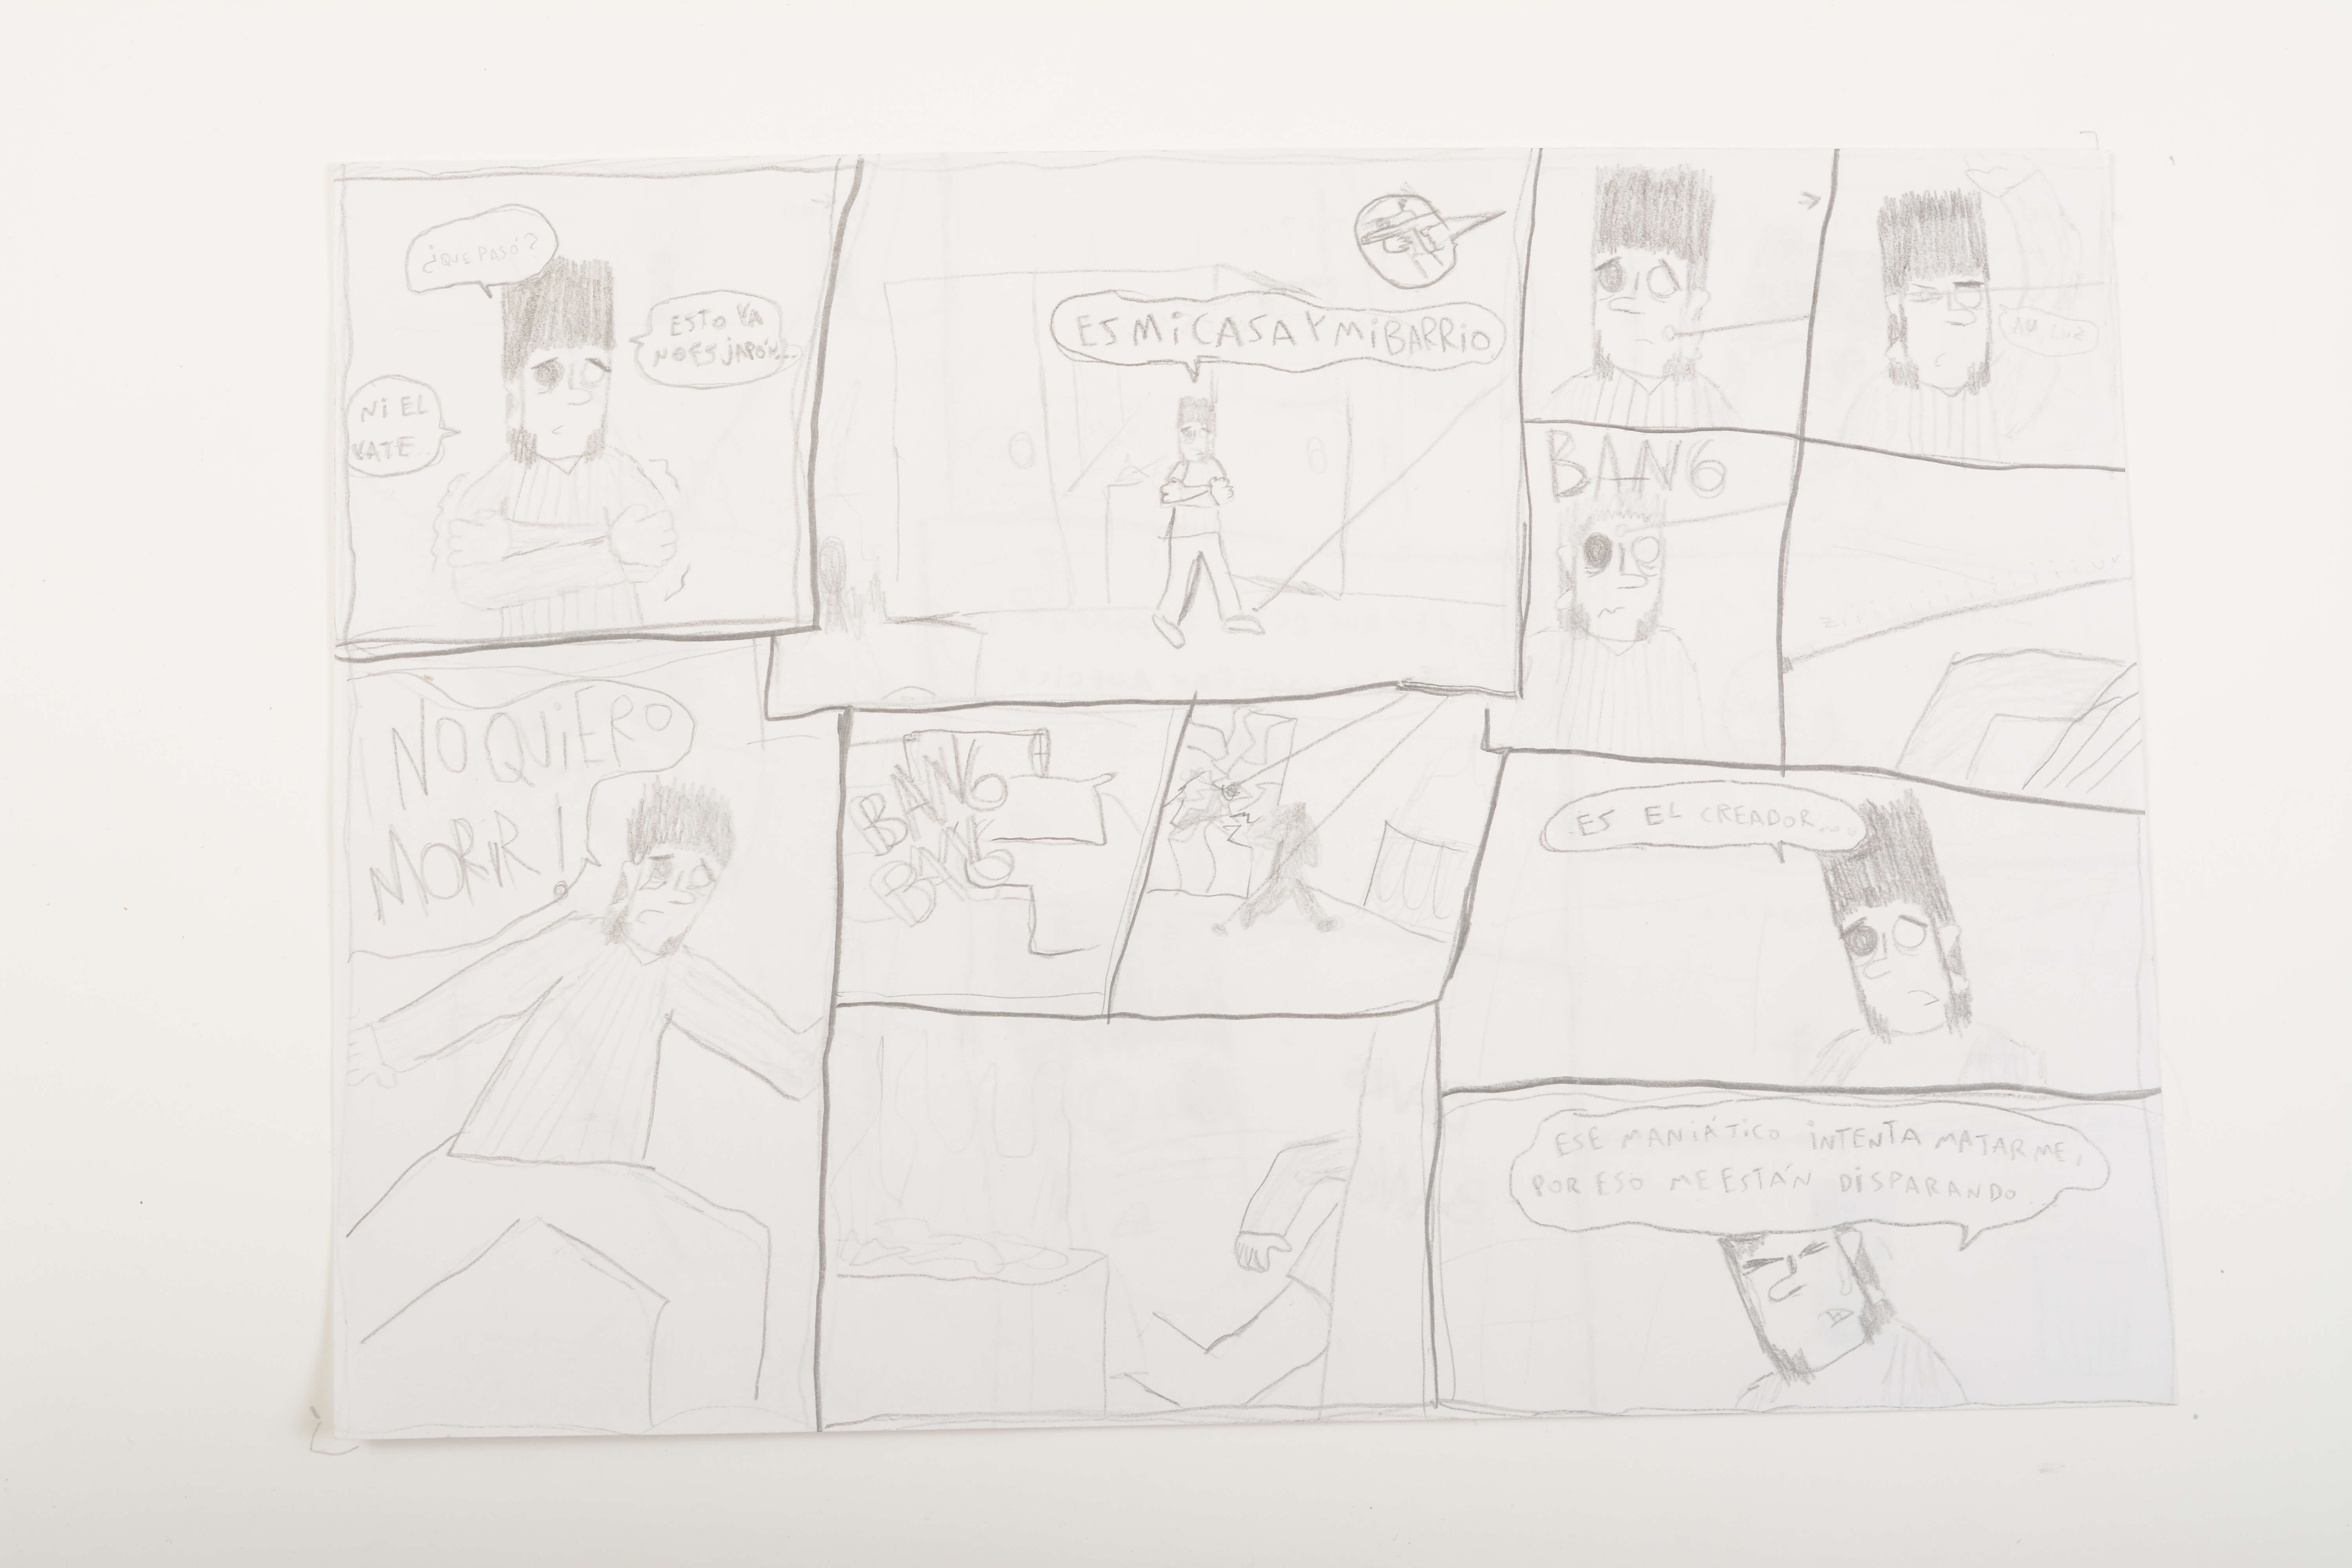 ¿QUE PASÓ?
ESTO YA
NO ES JAPÓN...
NI EL
YATE
ES MI CASA Y MI BARRIO
BANG
NO QUIERO
MORIR!
BANG
BANG
ES EL CREADOR...
ESE MANIÁTICO INTENTA MATARME,
POR ESO ME ESTÁN DISPARANDO